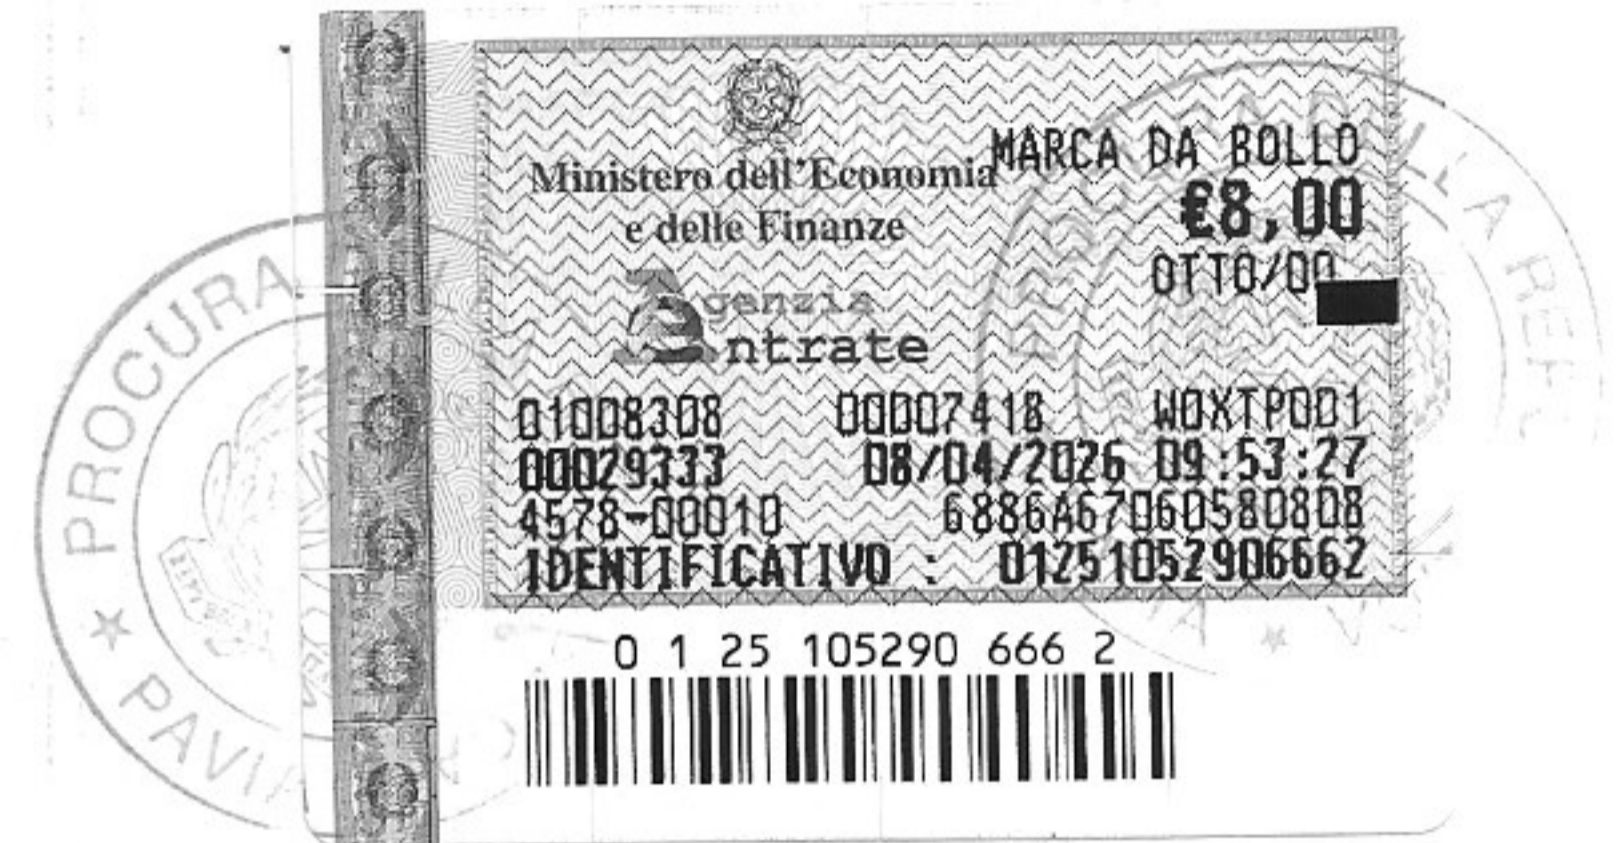 MARCA DA BOLLO
€8,00
OTTO/00
Ministero dell'Economia
e delle Finanze
Agenzia
Entrate
01008308 00007418 W0XTP001
00029333 08/04/2026 09:53:27
4578-00010 6886A67060580808
IDENTIFICATIVO : 01251052906662
0 1 25 105290 666 2
PROCURA
PAVIA